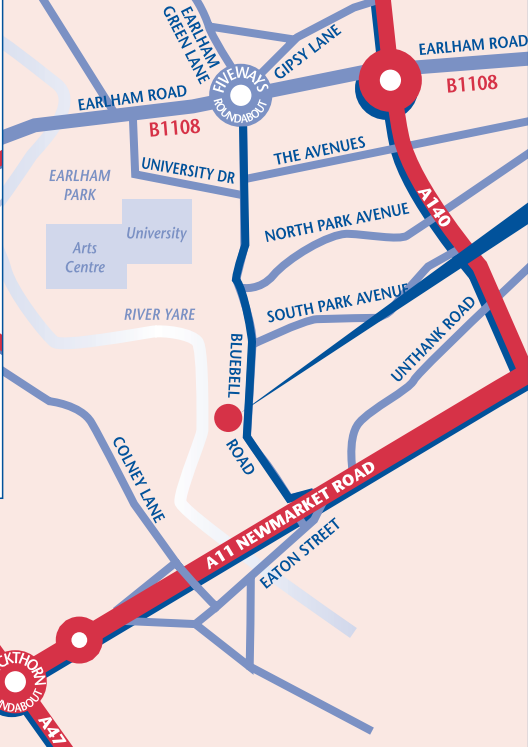 EARLHAM
GREEN LANE
GIPSY LANE
EARLHAM ROAD
B1108
FIVEWAYS
ROUNDABOUT
EARLHAM ROAD
B1108
THE AVENUES
UNIVERSITY DR
EARLHAM
PARK
A140
NORTH PARK AVENUE
University
Arts
Centre
SOUTH PARK AVENUE
RIVER YARE
UNTHANK ROAD
BLUEBELL
ROAD
COLNEY LANE
A11 NEWMARKET ROAD
EATON STREET
CKTHORN
NDABOUT
A47